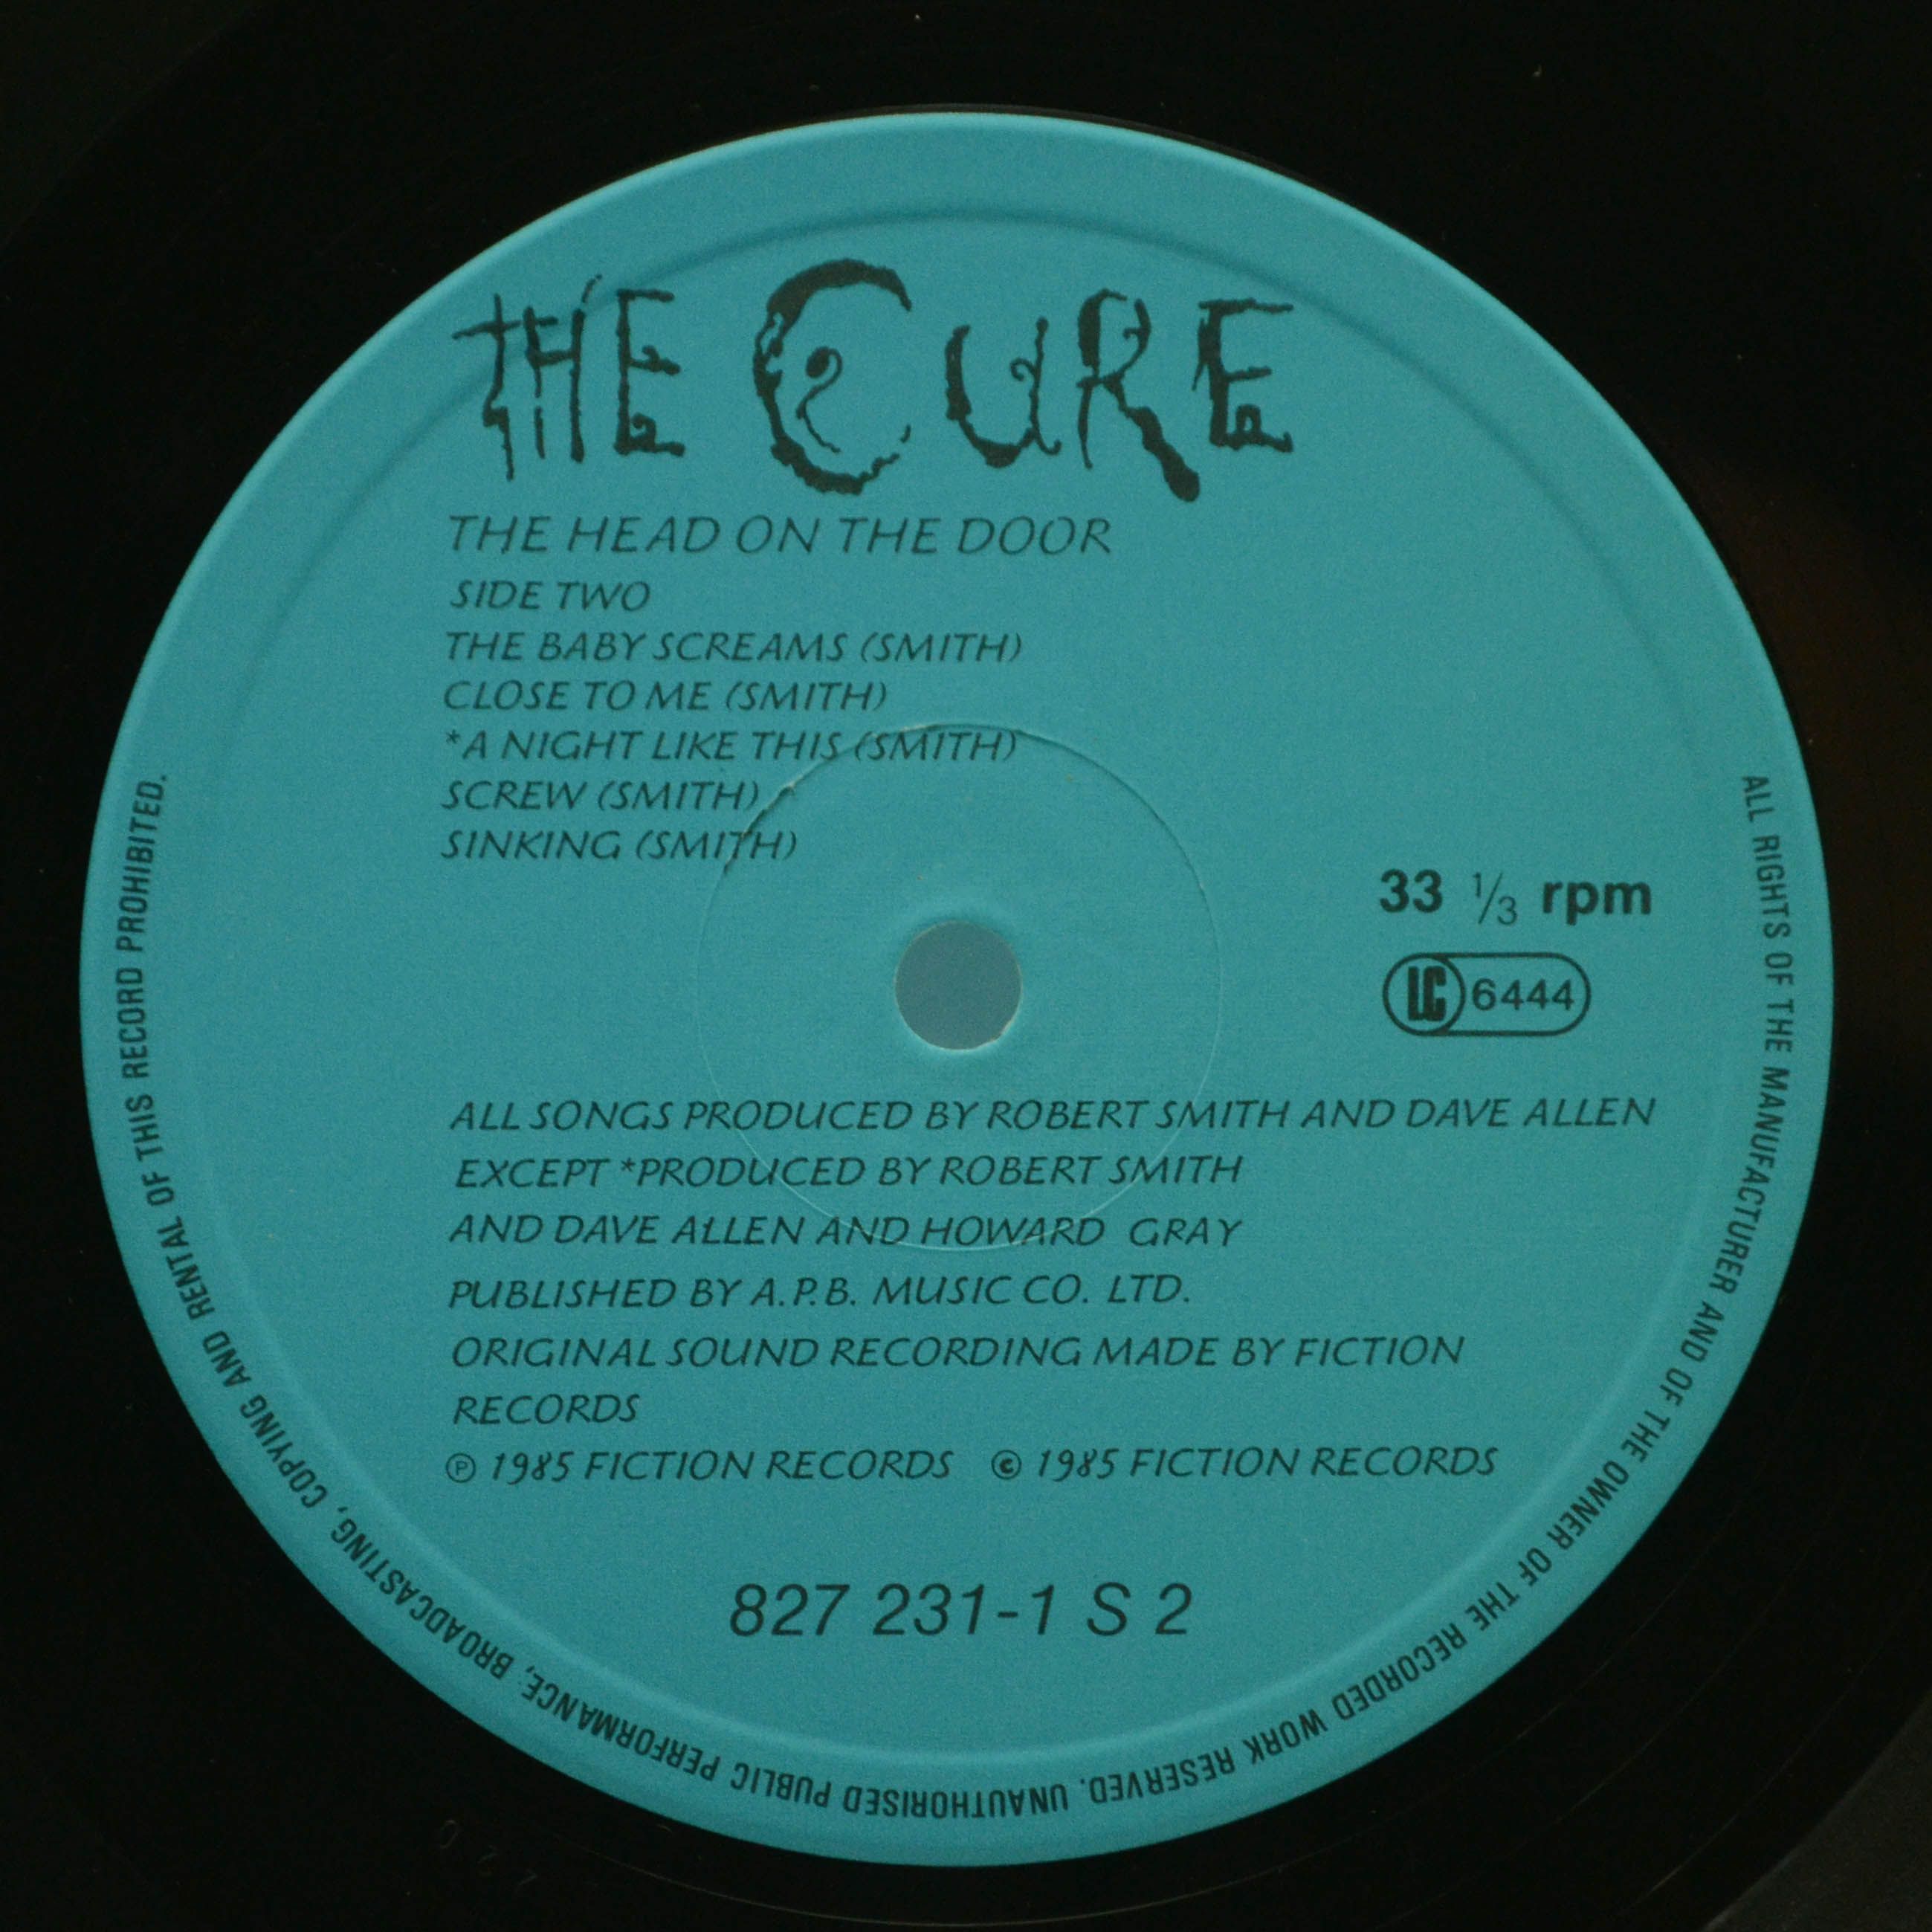 THE CURE
THE HEAD ON THE DOOR
SIDE TWO
THE BABY SCREAMS (SMITH)
CLOSE TO ME (SMITH)
*A NIGHT LIKE THIS (SMITH)
SCREW (SMITH)
SINKING (SMITH)
33 1/3 rpm
LC 6444
ALL SONGS PRODUCED BY ROBERT SMITH AND DAVE ALLEN
EXCEPT *PRODUCED BY ROBERT SMITH
AND DAVE ALLEN AND HOWARD GRAY
PUBLISHED BY A.P.B. MUSIC CO. LTD.
ORIGINAL SOUND RECORDING MADE BY FICTION
RECORDS
℗ 1985 FICTION RECORDS © 1985 FICTION RECORDS
827 231-1 S 2
ALL RIGHTS OF THE MANUFACTURER AND OF THE OWNER OF THE RECORDED WORK RESERVED. UNAUTHORISED PUBLIC PERFORMANCE, BROADCASTING, COPYING AND RENTAL OF THIS RECORD PROHIBITED.